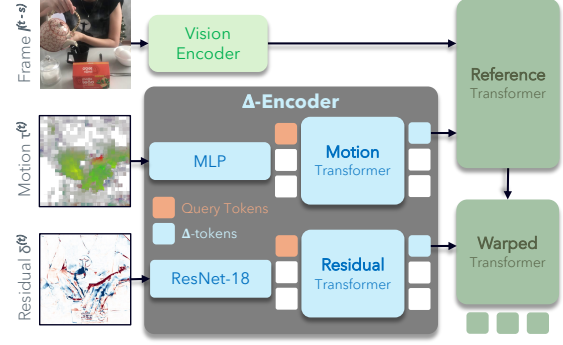 Frame I(t - s)
Vision
Encoder
Reference
Transformer
Δ-Encoder
Motion τ(t)
MLP
Motion
Transformer
Query Tokens
Δ-tokens
Residual δ(t)
ResNet-18
Residual
Transformer
Warped
Transformer